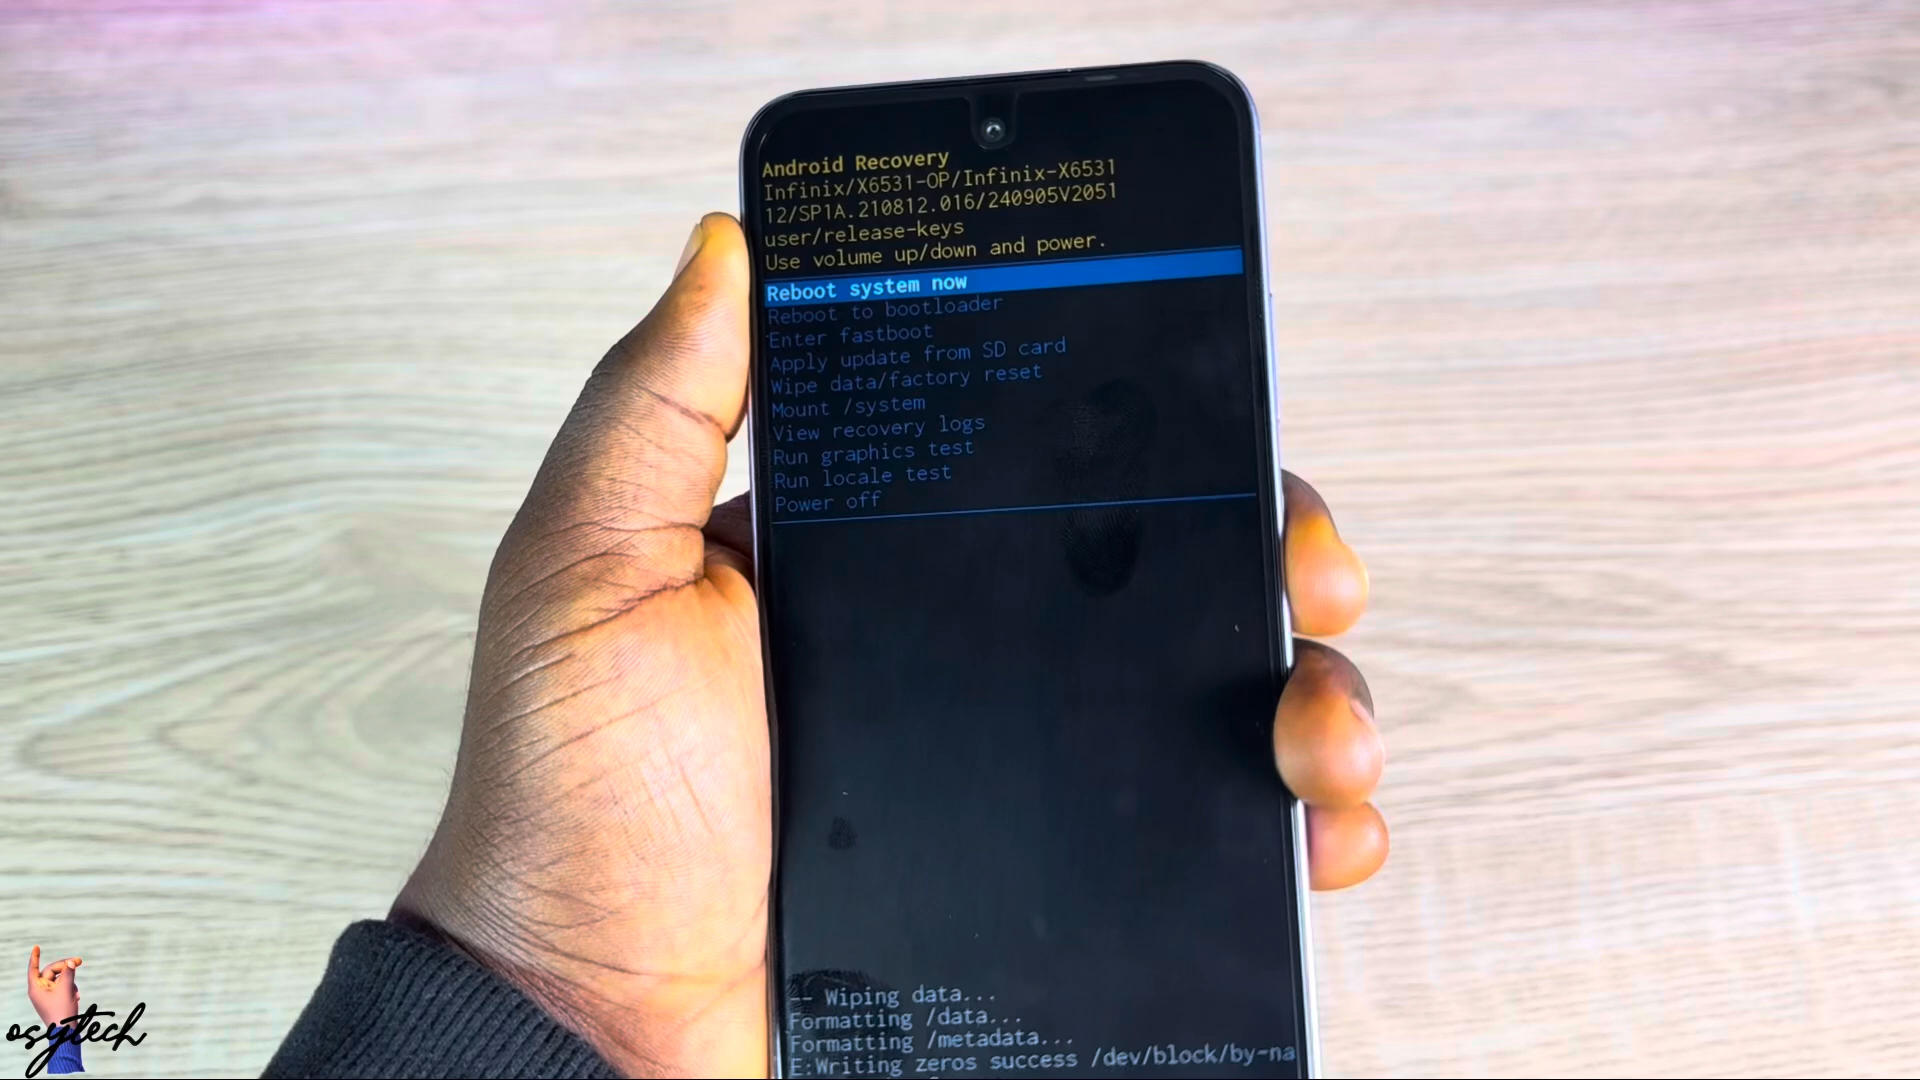 Android Recovery
Infinix/X6531-OP/Infinix-X6531
12/SP1A.210812.016/240905V2051
user/release-keys
Use volume up/down and power.
Reboot system now
Reboot to bootloader
Enter fastboot
Apply update from SD card
Wipe data/factory reset
Mount /system
View recovery logs
Run graphics test
Run locale test
Power off
-- Wiping data...
Formatting /data...
Formatting /metadata...
E:Writing zeros success /dev/block/by-na
osytech